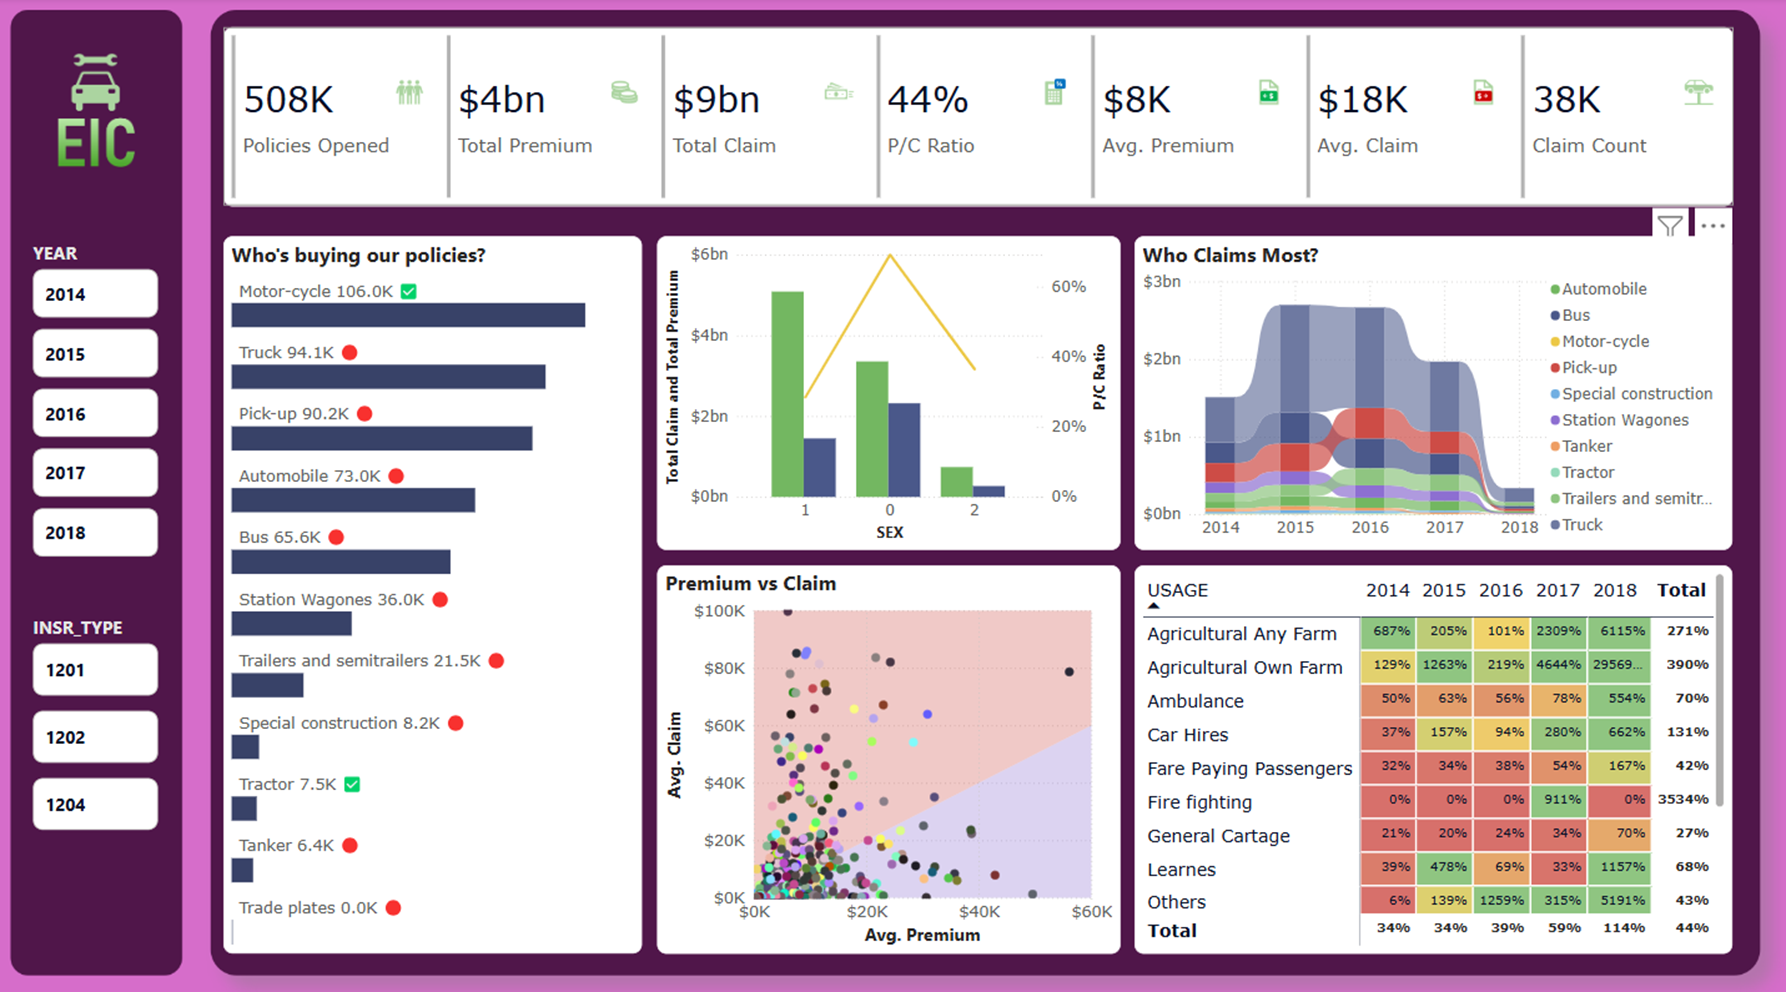 EIC
YEAR
2014
2015
2016
2017
2018
INSR_TYPE
1201
1202
1204
508K
Policies Opened
$4bn
Total Premium
$9bn
Total Claim
44%
P/C Ratio
$8K
Avg. Premium
$18K
Avg. Claim
38K
Claim Count
Who's buying our policies?
Motor-cycle 106.0K
Truck 94.1K
Pick-up 90.2K
Automobile 73.0K
Bus 65.6K
Station Wagones 36.0K
Trailers and semitrailers 21.5K
Special construction 8.2K
Tractor 7.5K
Tanker 6.4K
Trade plates 0.0K
Total Claim and Total Premium
$6bn
$4bn
$2bn
$0bn
60%
40%
20%
0%
P/C Ratio
1 0 2
SEX
Who Claims Most?
$3bn
$2bn
$1bn
$0bn
2014 2015 2016 2017 2018
Automobile
Bus
Motor-cycle
Pick-up
Special construction
Station Wagones
Tanker
Tractor
Trailers and semitr...
Truck
Premium vs Claim
Avg. Claim
$100K
$80K
$60K
$40K
$20K
$0K
$0K $20K $40K $60K
Avg. Premium
USAGE 2014 2015 2016 2017 2018 Total
Agricultural Any Farm 687% 205% 101% 2309% 6115% 271%
Agricultural Own Farm 129% 1263% 219% 4644% 29569... 390%
Ambulance 50% 63% 56% 78% 554% 70%
Car Hires 37% 157% 94% 280% 662% 131%
Fare Paying Passengers 32% 34% 38% 54% 167% 42%
Fire fighting 0% 0% 0% 911% 0% 3534%
General Cartage 21% 20% 24% 34% 70% 27%
Learnes 39% 478% 69% 33% 1157% 68%
Others 6% 139% 1259% 315% 5191% 43%
Total 34% 34% 39% 59% 114% 44%